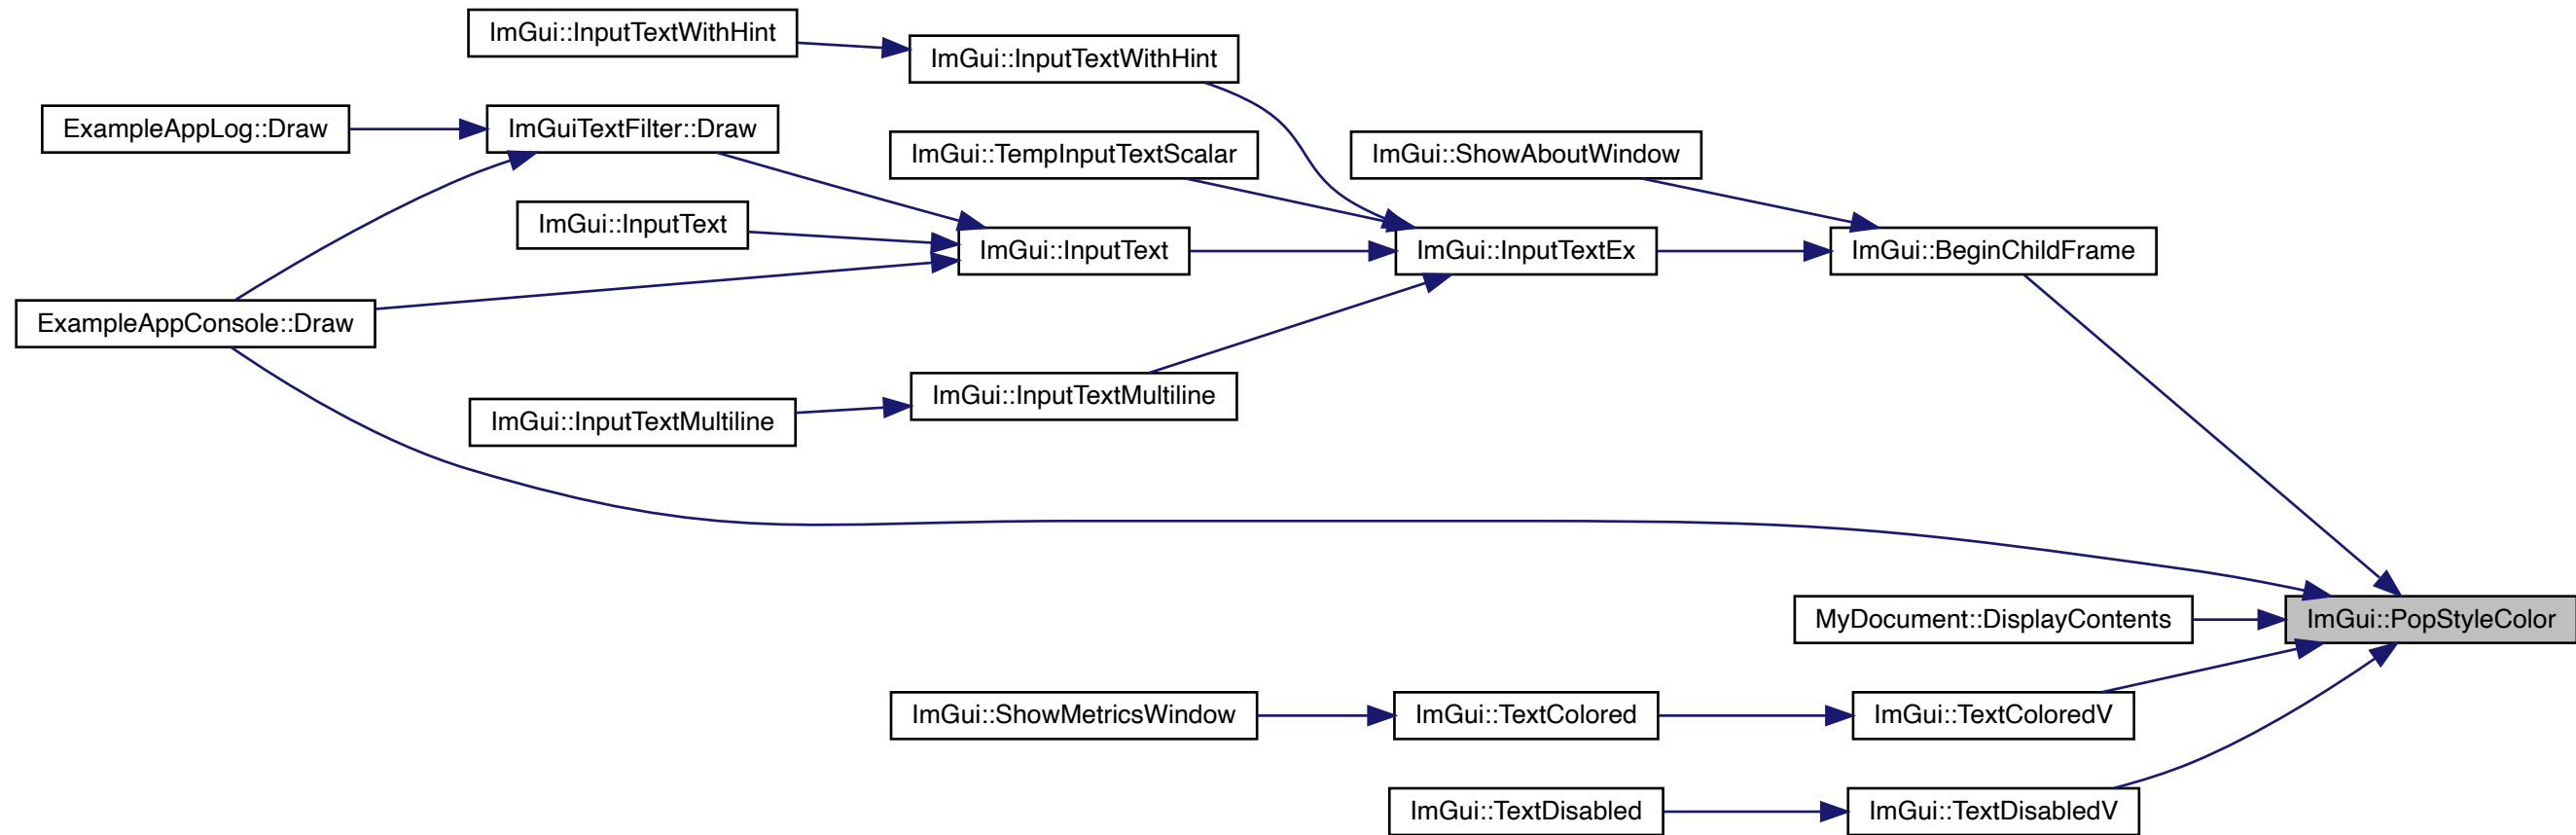 ImGui::InputTextWithHint
ImGui::InputTextWithHint
ExampleAppLog::Draw
ImGuiTextFilter::Draw
ImGui::TempInputTextScalar
ImGui::ShowAboutWindow
ImGui::InputText
ImGui::InputText
ImGui::InputTextEx
ImGui::BeginChildFrame
ExampleAppConsole::Draw
ImGui::InputTextMultiline
ImGui::InputTextMultiline
MyDocument::DisplayContents
ImGui::PopStyleColor
ImGui::ShowMetricsWindow
ImGui::TextColored
ImGui::TextColoredV
ImGui::TextDisabled
ImGui::TextDisabledV